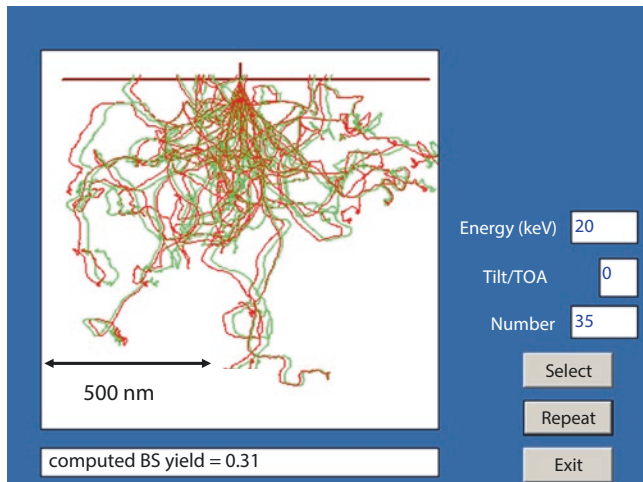 Energy (keV) 20
Tilt/TOA 0
Number 35
Select
500 nm
Repeat
computed BS yield = 0.31
Exit